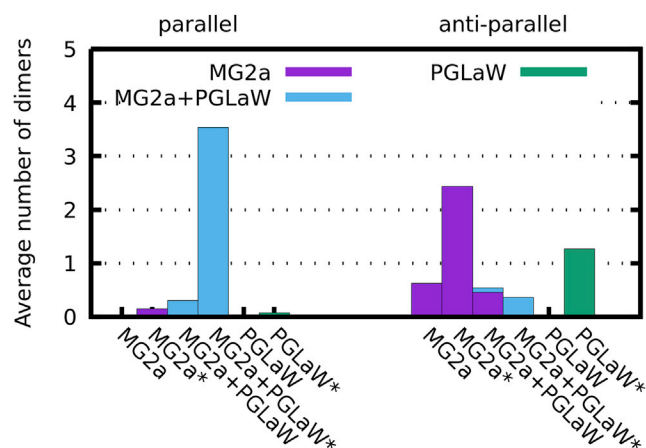 parallel
anti-parallel
Average number of dimers
5
4
3
2
1
0
MG2a
MG2a+PGLaW
PGLaW
MG2a
MG2a*
MG2a+PGLaW
MG2a+PGLaW*
PGLaW
PGLaW*
MG2a
MG2a*
MG2a+PGLaW
MG2a+PGLaW*
PGLaW
PGLaW*